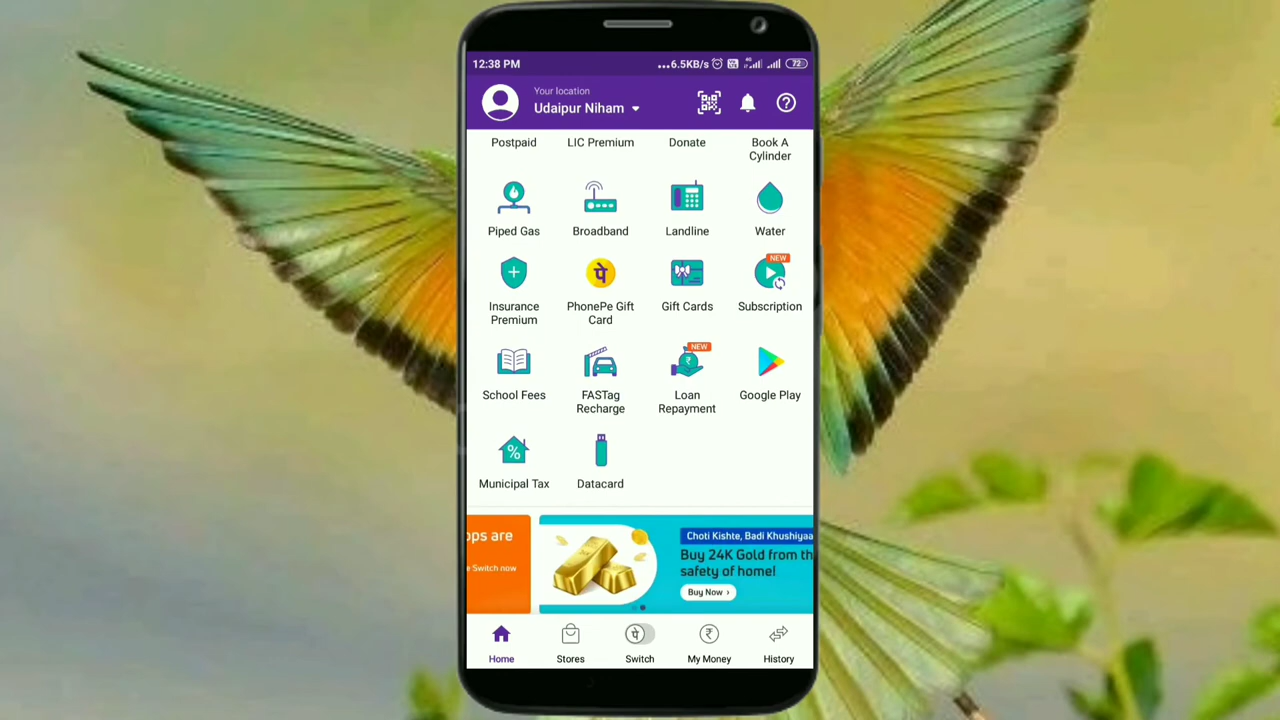 12:38 PM
...6.5KB/s
4G
72
Your location
Udaipur Niham
Postpaid
LIC Premium
Donate
Book A
Cylinder
Piped Gas
Broadband
Landline
Water
NEW
पे
Insurance
Premium
PhonePe Gift
Card
Gift Cards
Subscription
NEW
₹
School Fees
FASTag
Recharge
Loan
Repayment
Google Play
%
Municipal Tax
Datacard
ops are
e Switch now
Choti Kishte, Badi Khushiyaa
Buy 24K Gold from th
safety of home!
Buy Now ›
पे
₹
Home
Stores
Switch
My Money
History